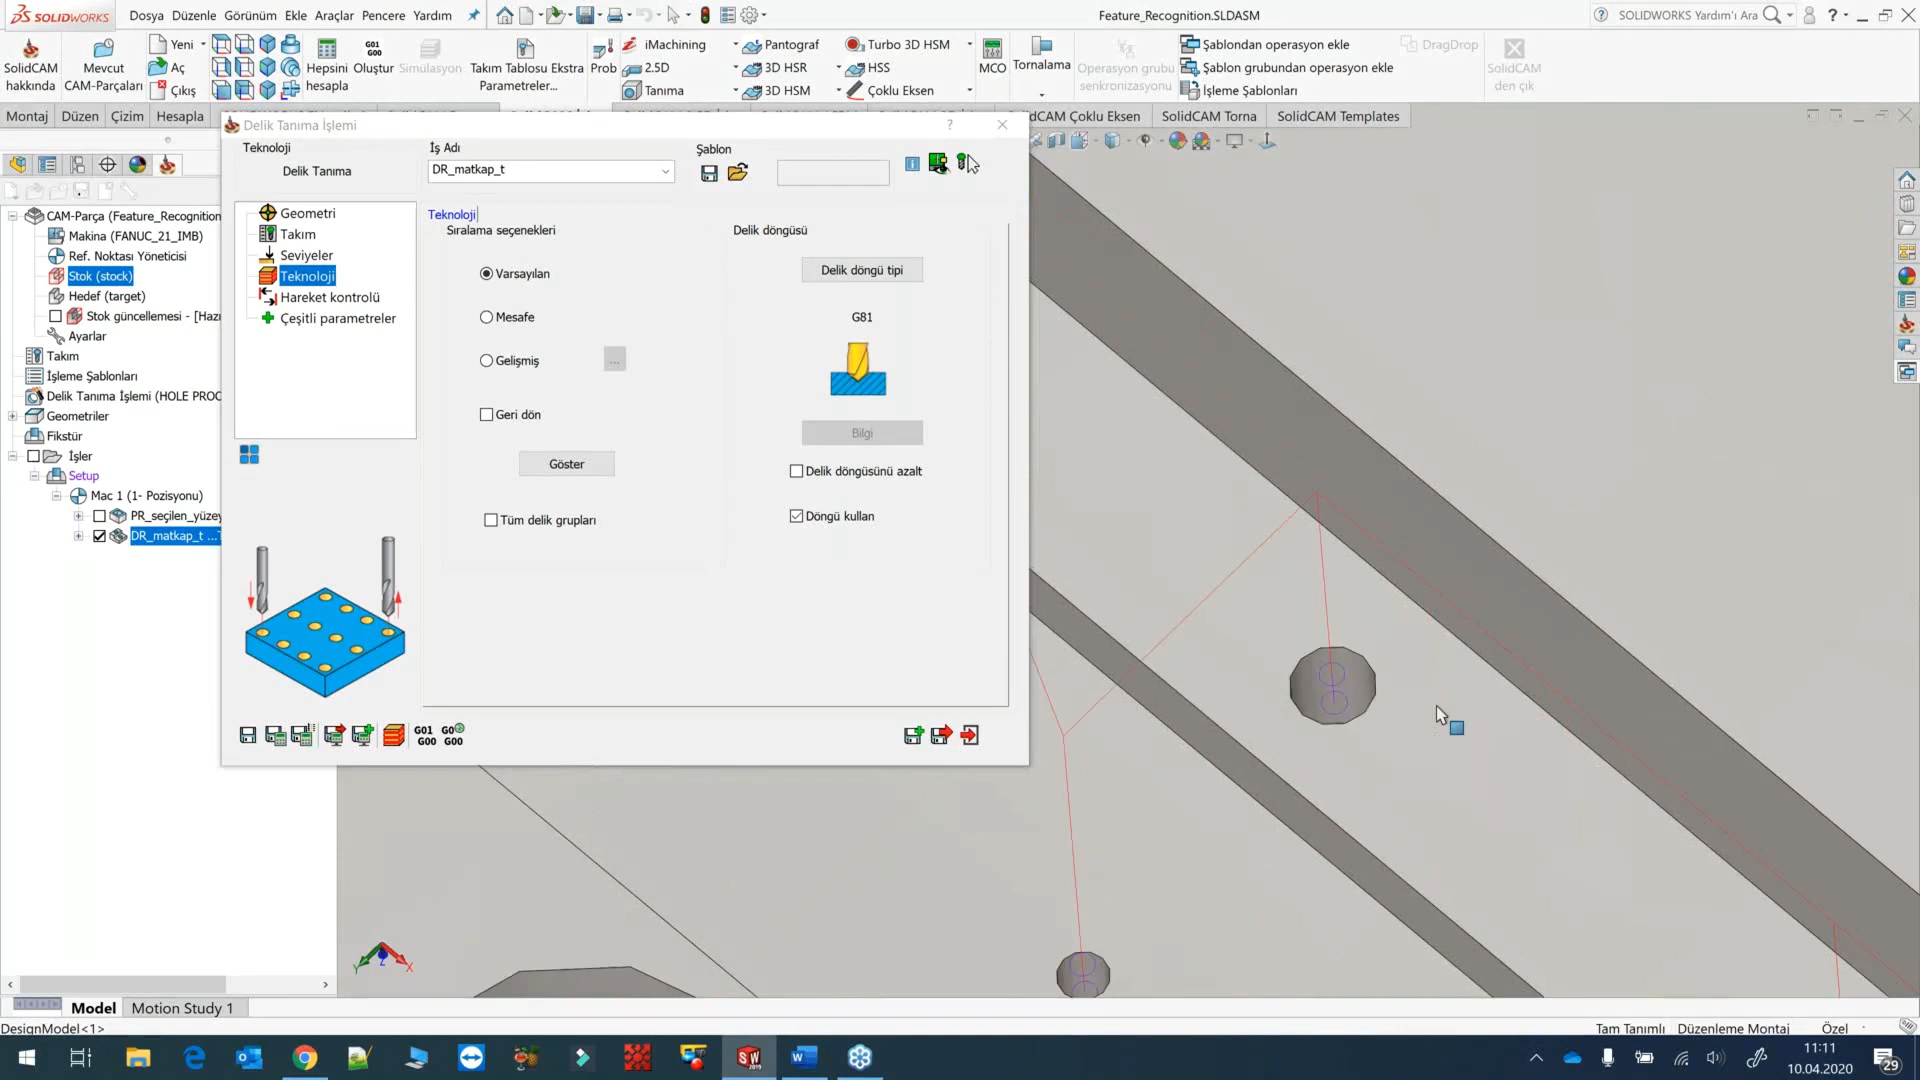 SOLIDWORKS
Dosya Düzenle Görünüm Ekle Araçlar Pencere Yardım
Feature_Recognition.SLDASM
SOLIDWORKS Yardım'ı Ara
SolidCAM hakkında
Mevcut CAM-Parçaları
Yeni
Aç
Çıkış
Hepsini hesapla
G01 G00
Oluştur
Simülasyon
Takım Tablosu Ekstra Parametreler...
Prob
iMachining
2.5D
Tanıma
Pantograf
3D HSR
3D HSM
Turbo 3D HSM
HSS
Çoklu Eksen
MCO
Tornalama
Operasyon grubu senkronizasyonu
Şablondan operasyon ekle
Şablon grubundan operasyon ekle
İşleme Şablonları
DragDrop
SolidCAM den çık
Montaj Düzen Çizim Hesapla
SolidCAM Torna SolidCAM Templates
Delik Tanıma İşlemi
?
Teknoloji
Delik Tanıma
İş Adı
DR_matkap_t
Şablon
CAM-Parça (Feature_Recognition
Makina (FANUC_21_IMB)
Ref. Noktası Yöneticisi
Stok (stock)
Hedef (target)
Stok güncellemesi - [Hazı
Ayarlar
Takım
İşleme Şablonları
Delik Tanıma İşlemi (HOLE PROC
Geometriler
Fikstür
İşler
Setup
Mac 1 (1- Pozisyonu)
PR_seçilen_yüzey
DR_matkap_t ...T
Geometri
Takım
Seviyeler
Teknoloji
Hareket kontrolü
Çeşitli parametreler
Teknoloji
Sıralama seçenekleri
Varsayılan
Mesafe
Gelişmiş
...
Geri dön
Göster
Tüm delik grupları
Delik döngüsü
Delik döngü tipi
G81
Bilgi
Delik döngüsünü azalt
Döngü kullan
G01 G00
G0 G00
Y Z X
Model Motion Study 1
DesignModel<1>
Tam Tanımlı Düzenleme Montaj Özel
11:11
10.04.2020
29